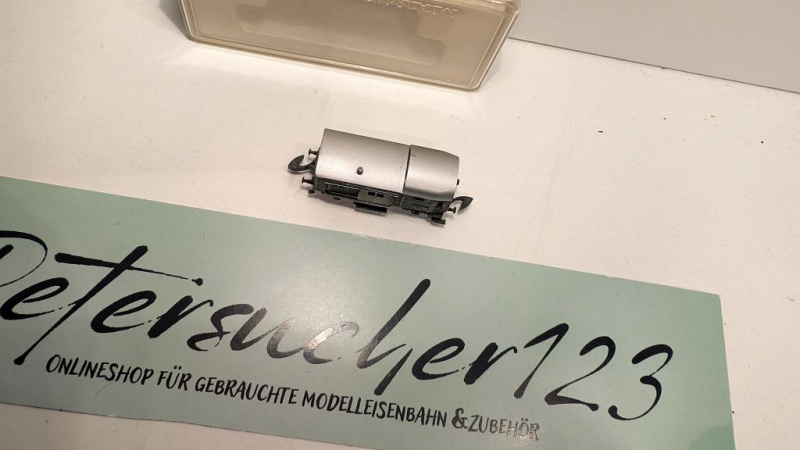 Petersucher123
ONLINESHOP FÜR GEBRAUCHTE MODELLEISENBAHN & ZUBEHÖR